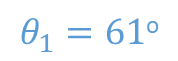 θ₁ = 61°